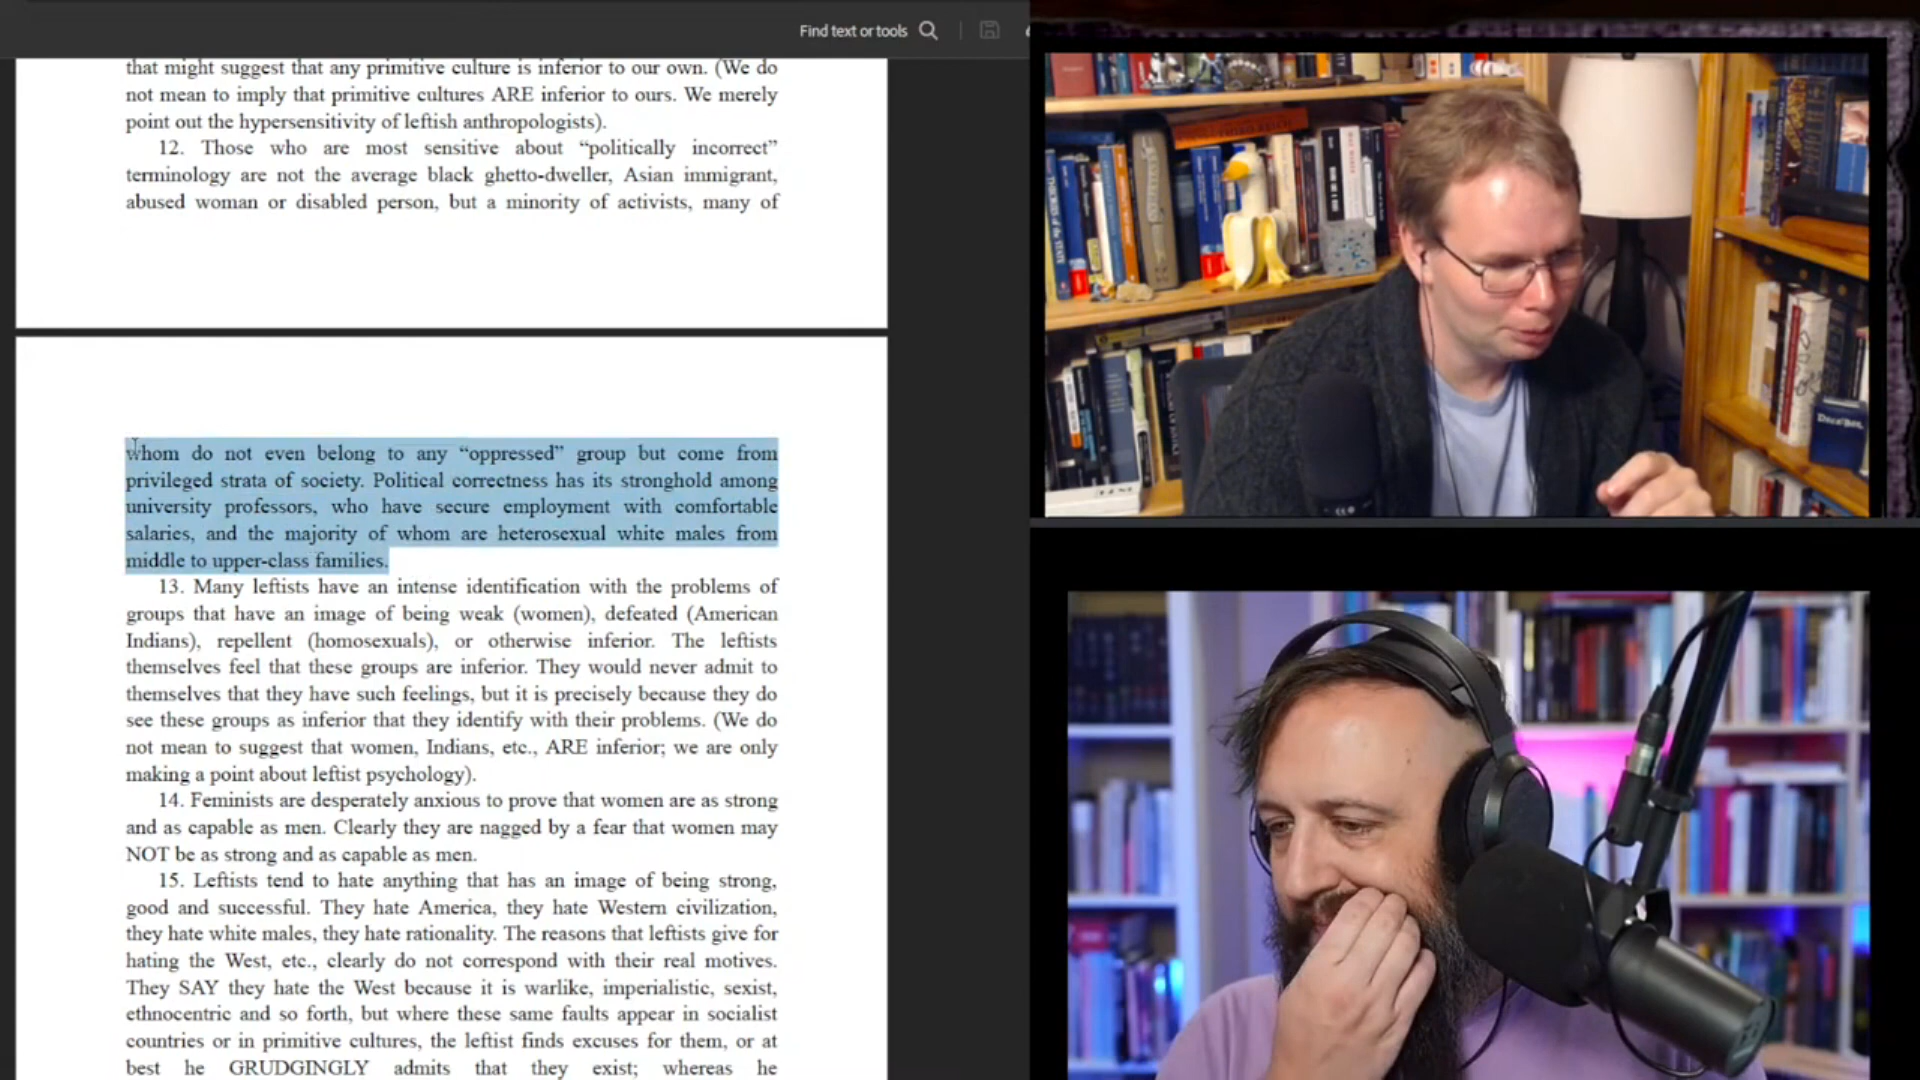 Find text or tools
that might suggest that any primitive culture is inferior to our own. (We do
not mean to imply that primitive cultures ARE inferior to ours. We merely
point out the hypersensitivity of leftish anthropologists).
12. Those who are most sensitive about “politically incorrect”
terminology are not the average black ghetto-dweller, Asian immigrant,
abused woman or disabled person, but a minority of activists, many of
whom do not even belong to any “oppressed” group but come from
privileged strata of society. Political correctness has its stronghold among
university professors, who have secure employment with comfortable
salaries, and the majority of whom are heterosexual white males from
middle to upper-class families.
13. Many leftists have an intense identification with the problems of
groups that have an image of being weak (women), defeated (American
Indians), repellent (homosexuals), or otherwise inferior. The leftists
themselves feel that these groups are inferior. They would never admit to
themselves that they have such feelings, but it is precisely because they do
see these groups as inferior that they identify with their problems. (We do
not mean to suggest that women, Indians, etc., ARE inferior; we are only
making a point about leftist psychology).
14. Feminists are desperately anxious to prove that women are as strong
and as capable as men. Clearly they are nagged by a fear that women may
NOT be as strong and as capable as men.
15. Leftists tend to hate anything that has an image of being strong,
good and successful. They hate America, they hate Western civilization,
they hate white males, they hate rationality. The reasons that leftists give for
hating the West, etc., clearly do not correspond with their real motives.
They SAY they hate the West because it is warlike, imperialistic, sexist,
ethnocentric and so forth, but where these same faults appear in socialist
countries or in primitive cultures, the leftist finds excuses for them, or at
best he GRUDGINGLY admits that they exist; whereas he